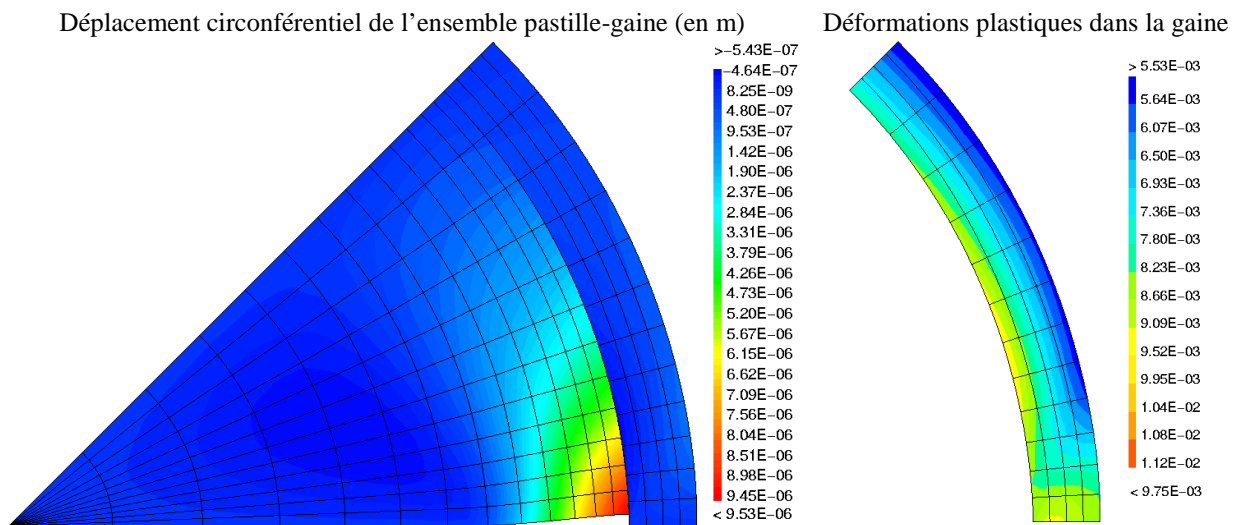 Déplacement circonférentiel de l’ensemble pastille-gaine (en m)
>−5.43E−07
−4.64E−07
8.25E−09
4.80E−07
9.53E−07
1.42E−06
1.90E−06
2.37E−06
2.84E−06
3.31E−06
3.79E−06
4.26E−06
4.73E−06
5.20E−06
5.67E−06
6.15E−06
6.62E−06
7.09E−06
7.56E−06
8.04E−06
8.51E−06
8.98E−06
9.45E−06
< 9.53E−06
Déformations plastiques dans la gaine
> 5.53E−03
5.64E−03
6.07E−03
6.50E−03
6.93E−03
7.36E−03
7.80E−03
8.23E−03
8.66E−03
9.09E−03
9.52E−03
9.95E−03
1.04E−02
1.08E−02
1.12E−02
< 9.75E−03